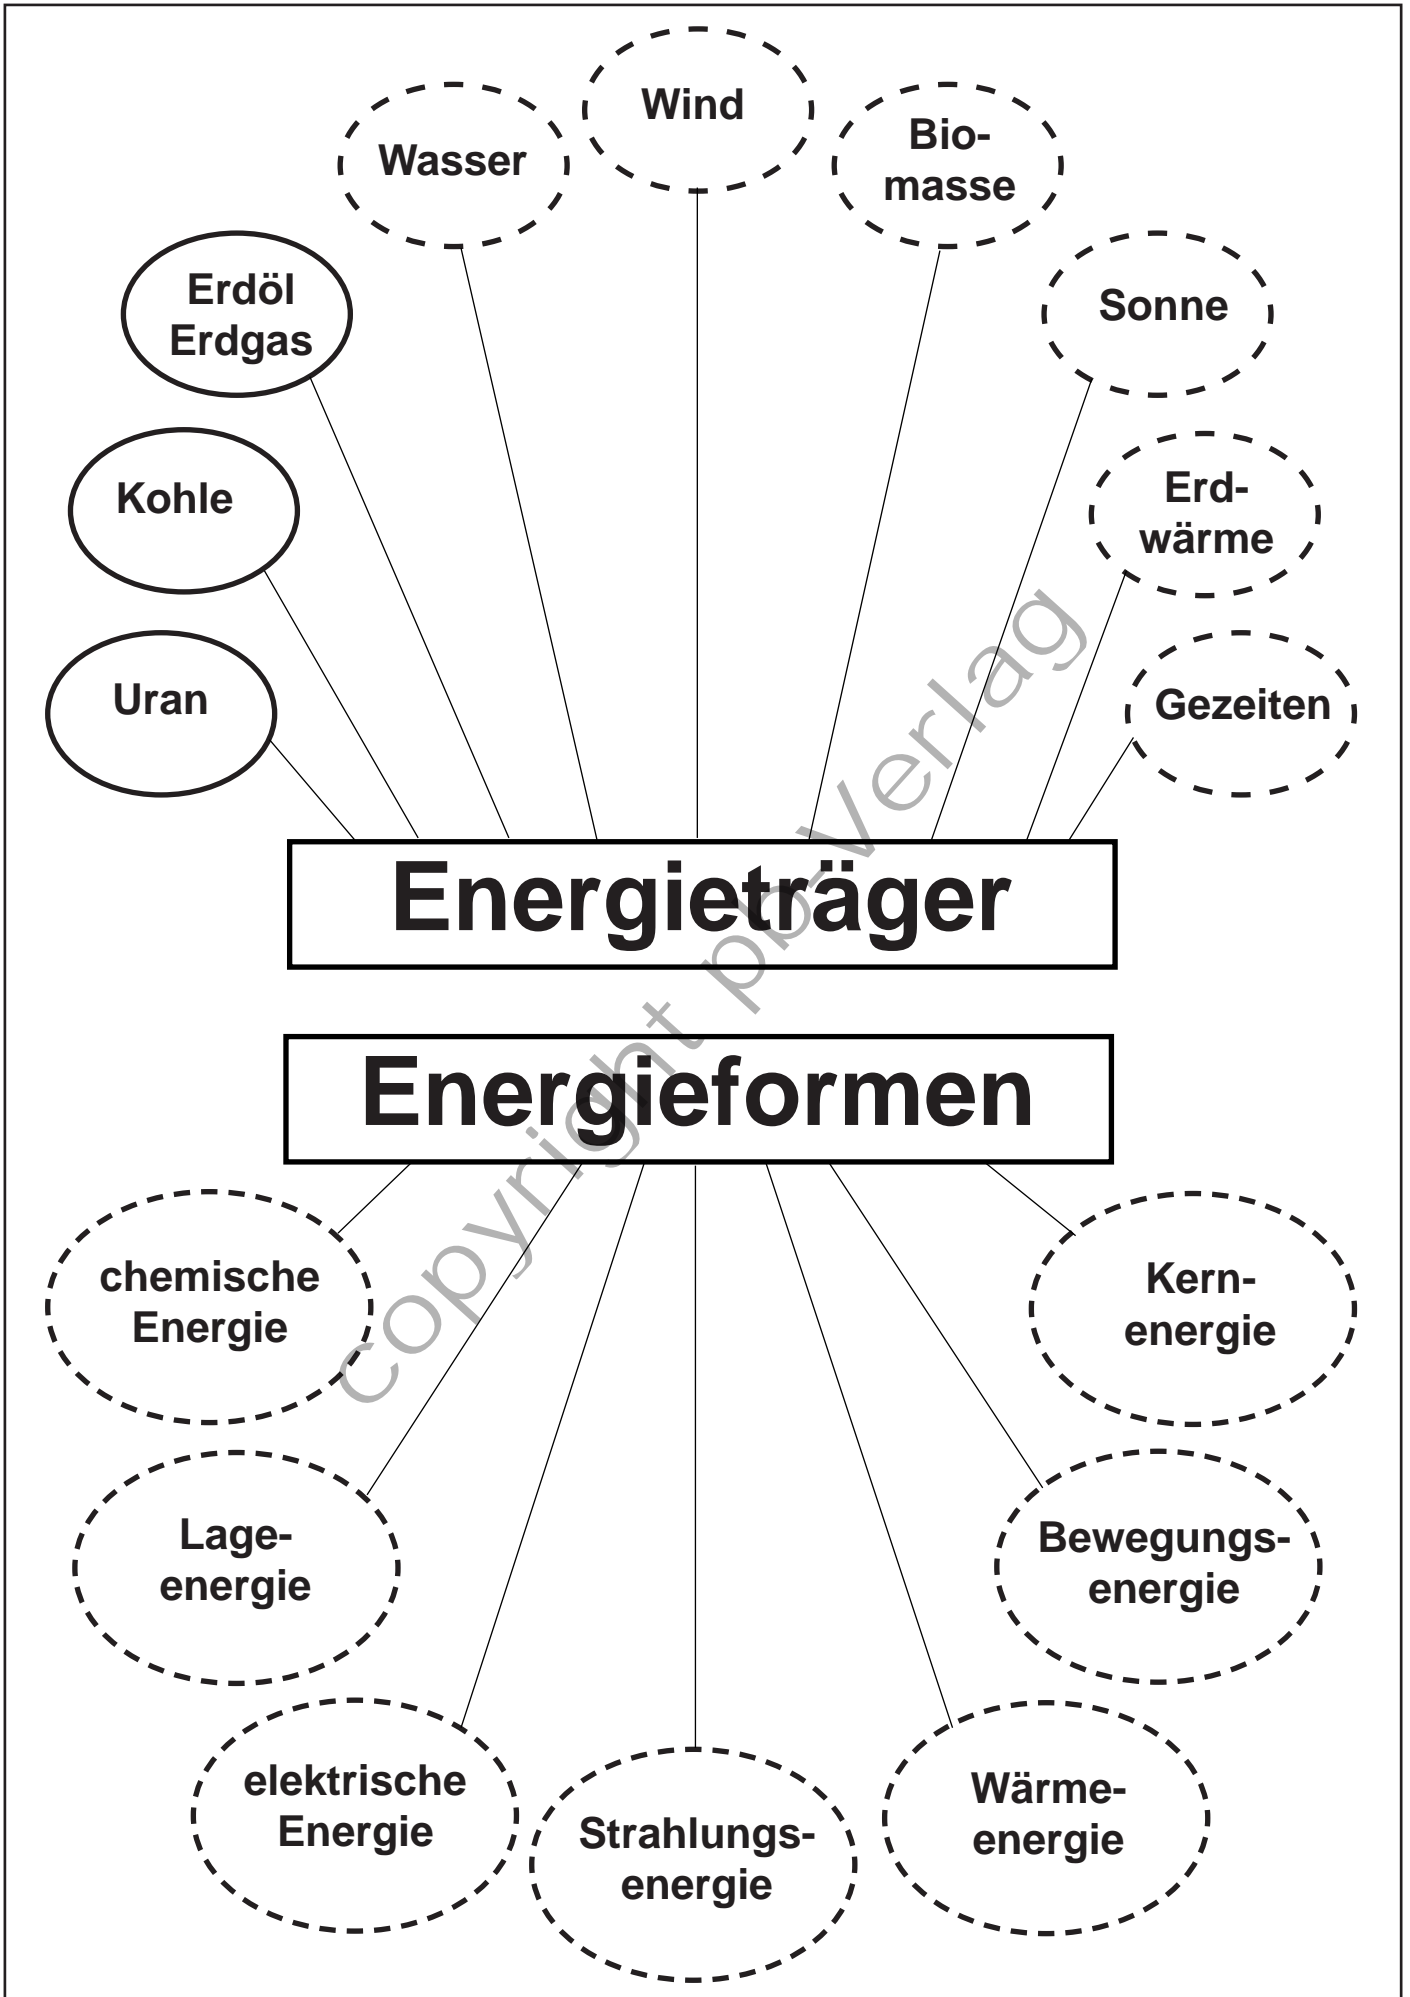 Wind
Wasser
Bio-
masse
Erdöl
Erdgas
Sonne
Kohle
Erd-
wärme
Uran
Gezeiten
Energieträger
Energieformen
copyright pb-Verlag
chemische
Energie
Kern-
energie
Lage-
energie
Bewegungs-
energie
elektrische
Energie
Strahlungs-
energie
Wärme-
energie